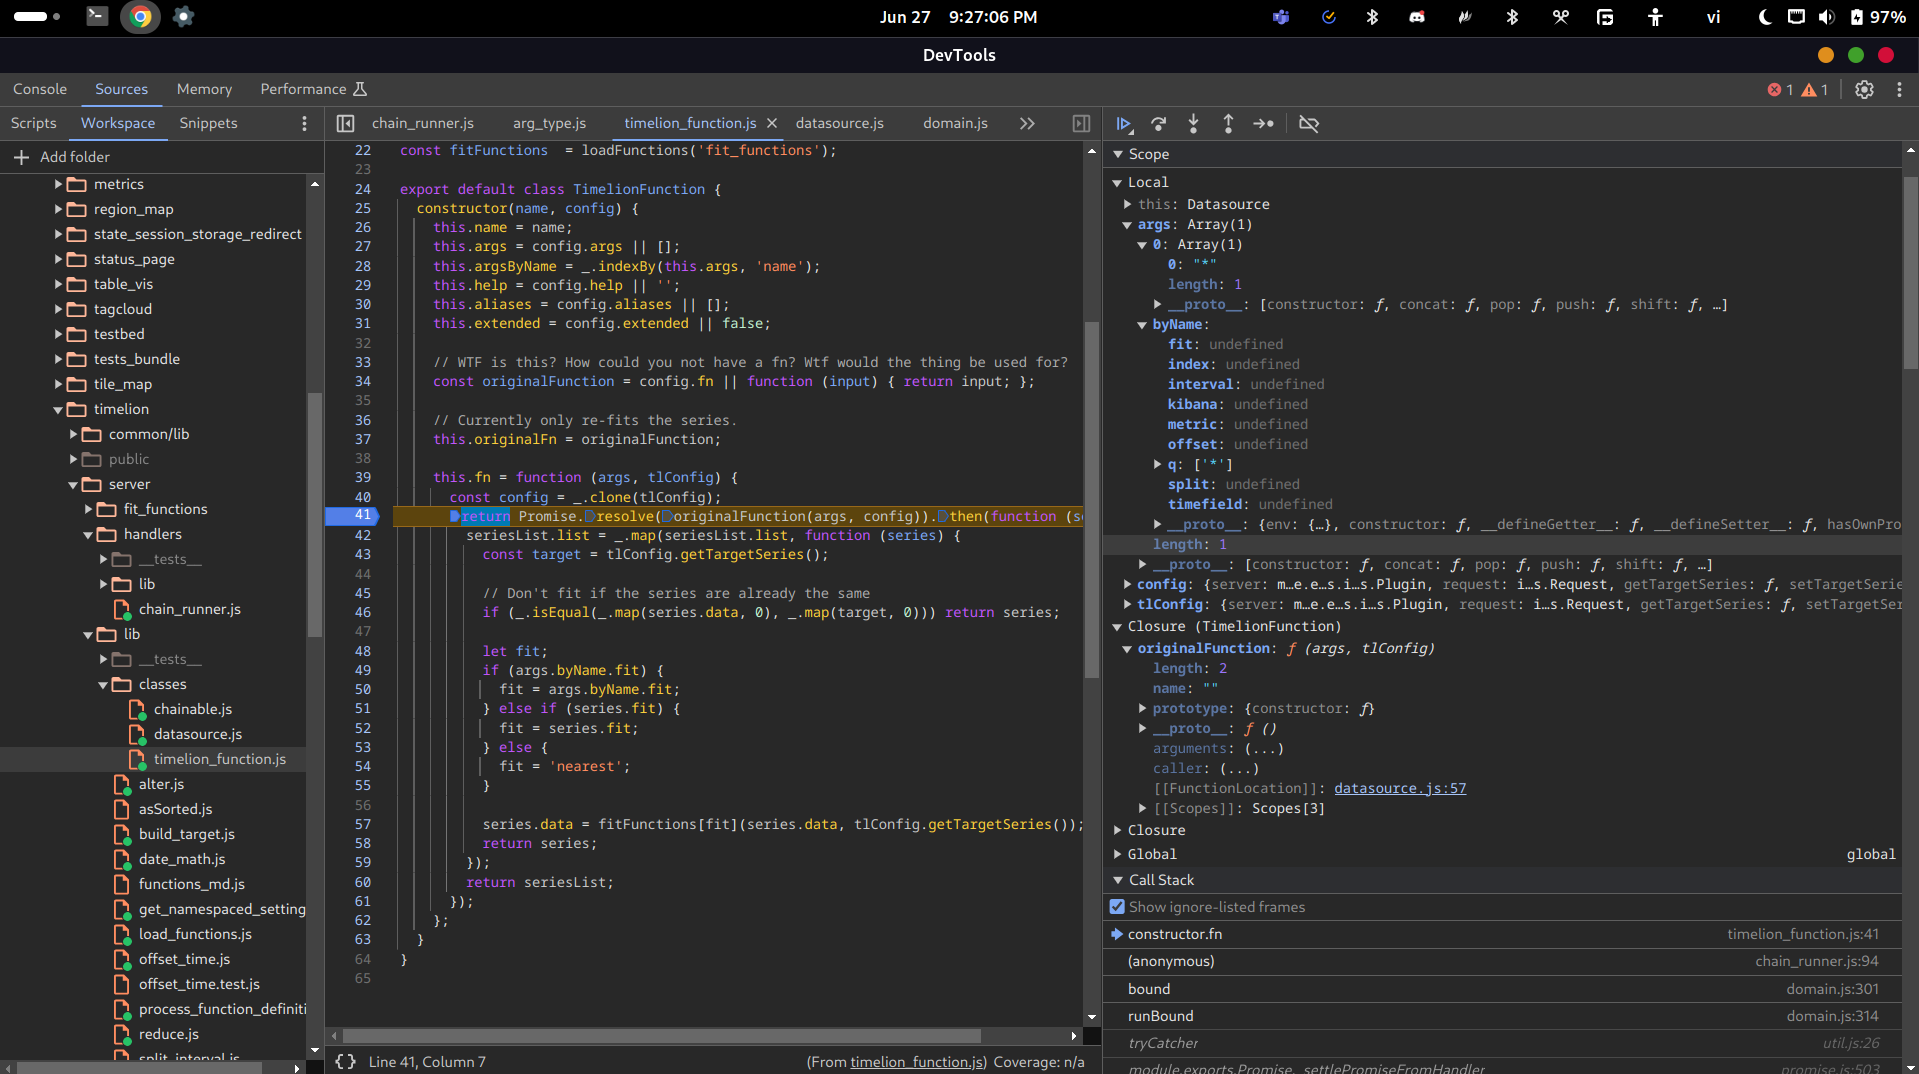 Jun 27 9:27:06 PM
vi
97%
DevTools
Console Sources Memory Performance
1 1
Scripts Workspace Snippets
chain_runner.js arg_type.js timelion_function.js datasource.js domain.js
Add folder
metrics
region_map
state_session_storage_redirect
status_page
table_vis
tagcloud
testbed
tests_bundle
tile_map
timelion
common/lib
public
server
fit_functions
handlers
__tests__
lib
chain_runner.js
lib
__tests__
classes
chainable.js
datasource.js
timelion_function.js
alter.js
asSorted.js
build_target.js
date_math.js
functions_md.js
get_namespaced_setting
load_functions.js
offset_time.js
offset_time.test.js
process_function_definiti
reduce.js
split_interval.js
22 const fitFunctions  = loadFunctions('fit_functions');
23
24 export default class TimelionFunction {
25 constructor(name, config) {
26 this.name = name;
27 this.args = config.args || [];
28 this.argsByName = _.indexBy(this.args, 'name');
29 this.help = config.help || '';
30 this.aliases = config.aliases || [];
31 this.extended = config.extended || false;
32
33 // WTF is this? How could you not have a fn? Wtf would the thing be used for?
34 const originalFunction = config.fn || function (input) { return input; };
35
36 // Currently only re-fits the series.
37 this.originalFn = originalFunction;
38
39 this.fn = function (args, tlConfig) {
40 const config = _.clone(tlConfig);
41 return Promise.resolve(originalFunction(args, config)).then(function (se
42 seriesList.list = _.map(seriesList.list, function (series) {
43 const target = tlConfig.getTargetSeries();
44
45 // Don't fit if the series are already the same
46 if (_.isEqual(_.map(series.data, 0), _.map(target, 0))) return series;
47
48 let fit;
49 if (args.byName.fit) {
50 fit = args.byName.fit;
51 } else if (series.fit) {
52 fit = series.fit;
53 } else {
54 fit = 'nearest';
55 }
56
57 series.data = fitFunctions[fit](series.data, tlConfig.getTargetSeries());
58 return series;
59 });
60 return seriesList;
61 });
62 };
63 }
64 }
65
{} Line 41, Column 7 (From timelion_function.js) Coverage: n/a
Scope
Local
this: Datasource
args: Array(1)
0: Array(1)
0: "*"
length: 1
__proto__: [constructor: ƒ, concat: ƒ, pop: ƒ, push: ƒ, shift: ƒ, …]
byName:
fit: undefined
index: undefined
interval: undefined
kibana: undefined
metric: undefined
offset: undefined
q: ['*']
split: undefined
timefield: undefined
__proto__: {env: {…}, constructor: ƒ, __defineGetter__: ƒ, __defineSetter__: ƒ, hasOwnPro
length: 1
__proto__: [constructor: ƒ, concat: ƒ, pop: ƒ, push: ƒ, shift: ƒ, …]
config: {server: m…e.e…s.i…s.Plugin, request: i…s.Request, getTargetSeries: ƒ, setTargetSerie
tlConfig: {server: m…e.e…s.i…s.Plugin, request: i…s.Request, getTargetSeries: ƒ, setTargetSer
Closure (TimelionFunction)
originalFunction: ƒ (args, tlConfig)
length: 2
name: ""
prototype: {constructor: ƒ}
__proto__: ƒ ()
arguments: (...)
caller: (...)
[[FunctionLocation]]: datasource.js:57
[[Scopes]]: Scopes[3]
Closure
Global global
Call Stack
Show ignore-listed frames
constructor.fn timelion_function.js:41
(anonymous) chain_runner.js:94
bound domain.js:301
runBound domain.js:314
tryCatcher util.js:26
module.exports.Promise._settlePromiseFromHandler promise.js:503